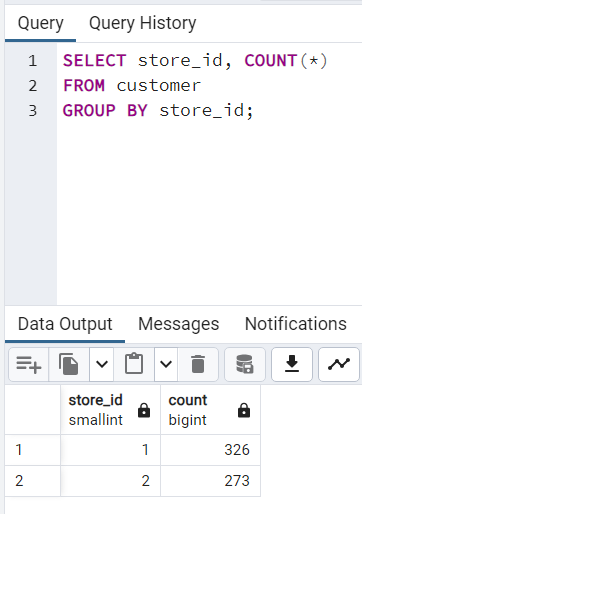 Query Query History
1 SELECT store_id, COUNT(*)
2 FROM customer
3 GROUP BY store_id;
Data Output Messages Notifications
store_id count
smallint bigint
1 1 326
2 2 273